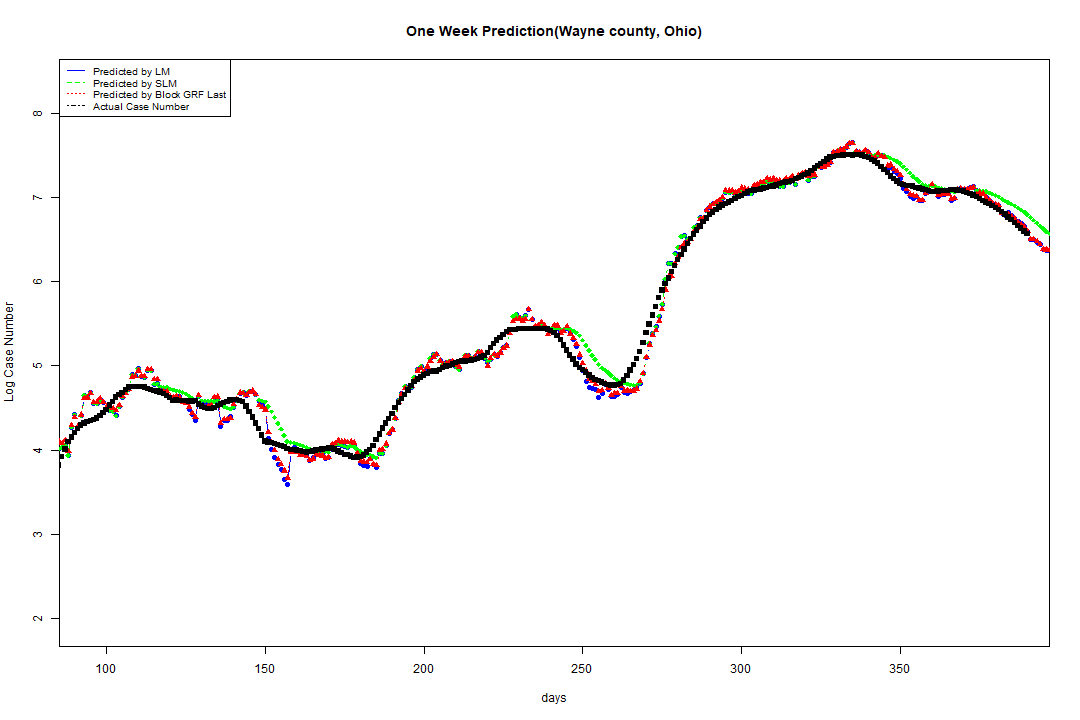 One Week Prediction(Wayne county, Ohio)
Predicted by LM
Predicted by SLM
Predicted by Block GRF Last
Actual Case Number
8
7
6
5
4
3
2
Log Case Number
100 150 200 250 300 350
days